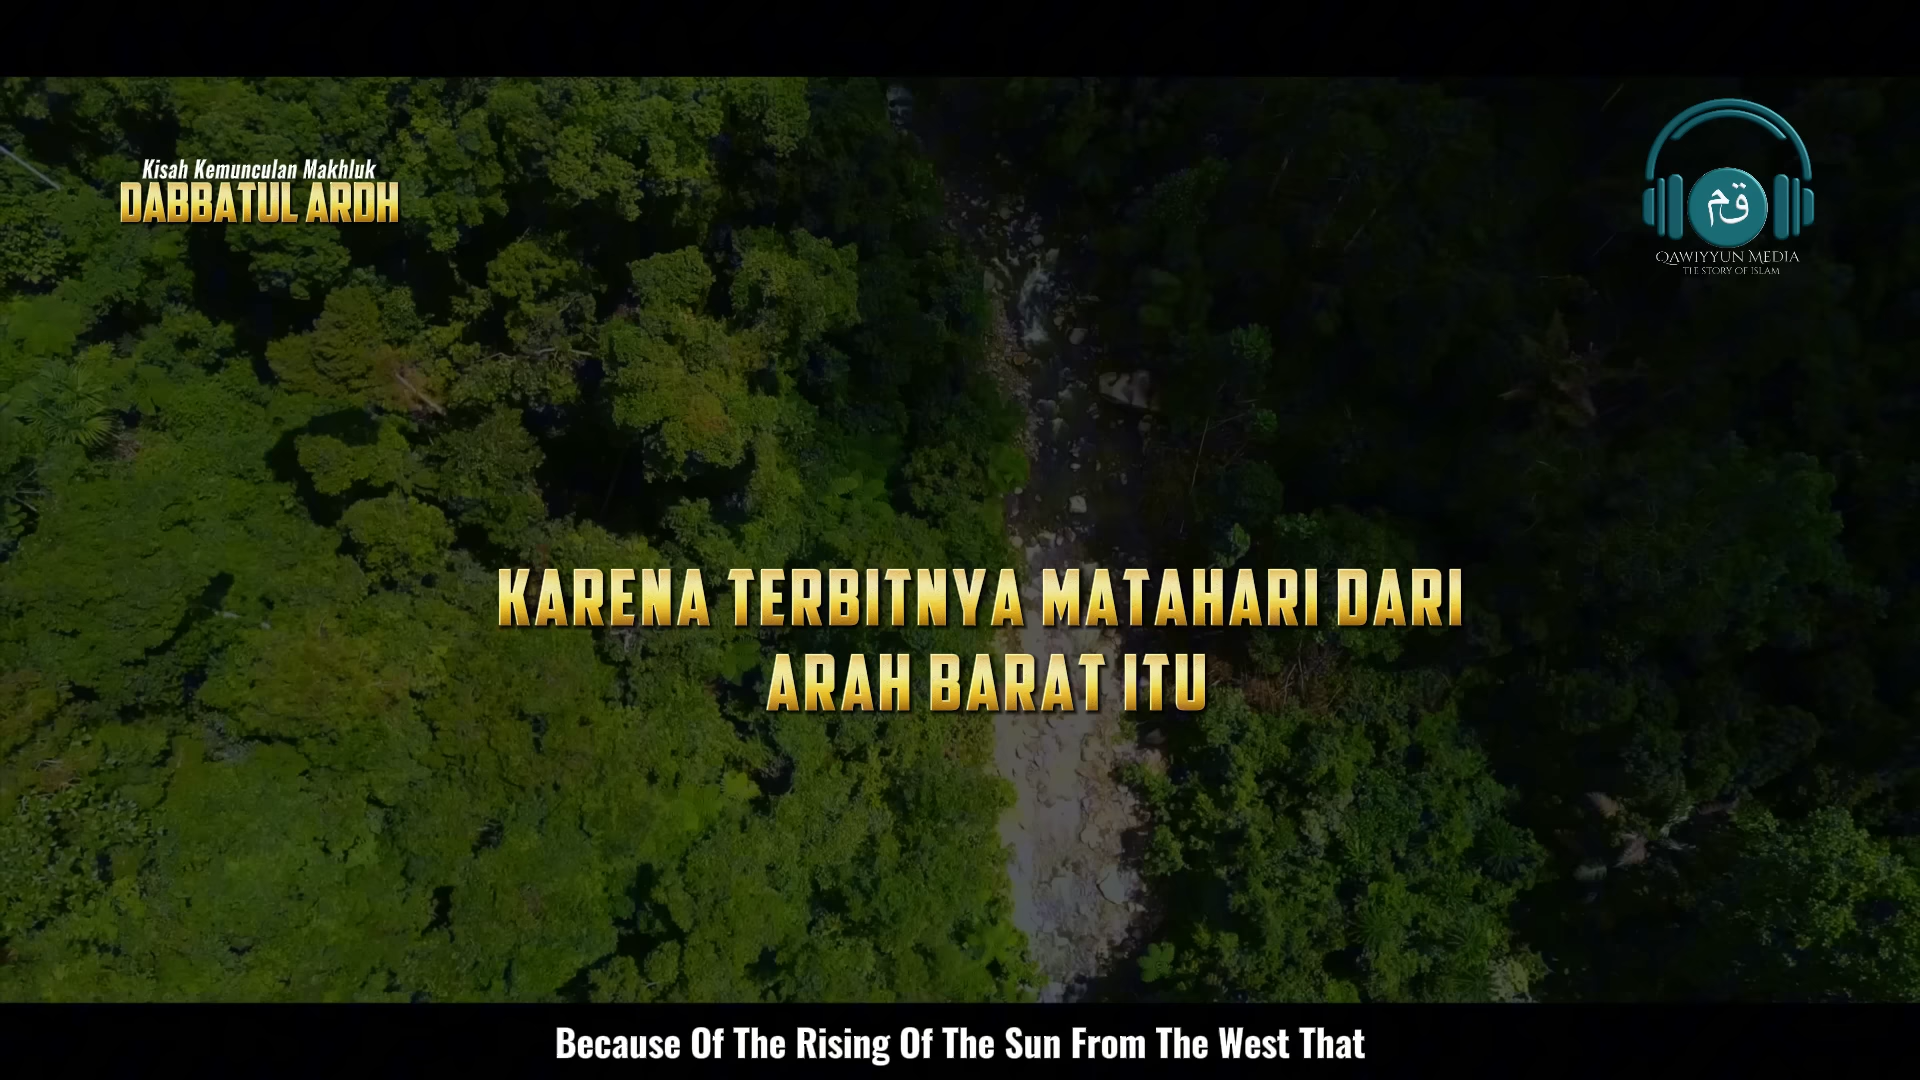 Kisah Kemunculan Makhluk
DABBATUL ARDH
قم
QAWIYYUN MEDIA
THE STORY OF ISLAM
KARENA TERBITNYA MATAHARI DARI
ARAH BARAT ITU
Because Of The Rising Of The Sun From The West That